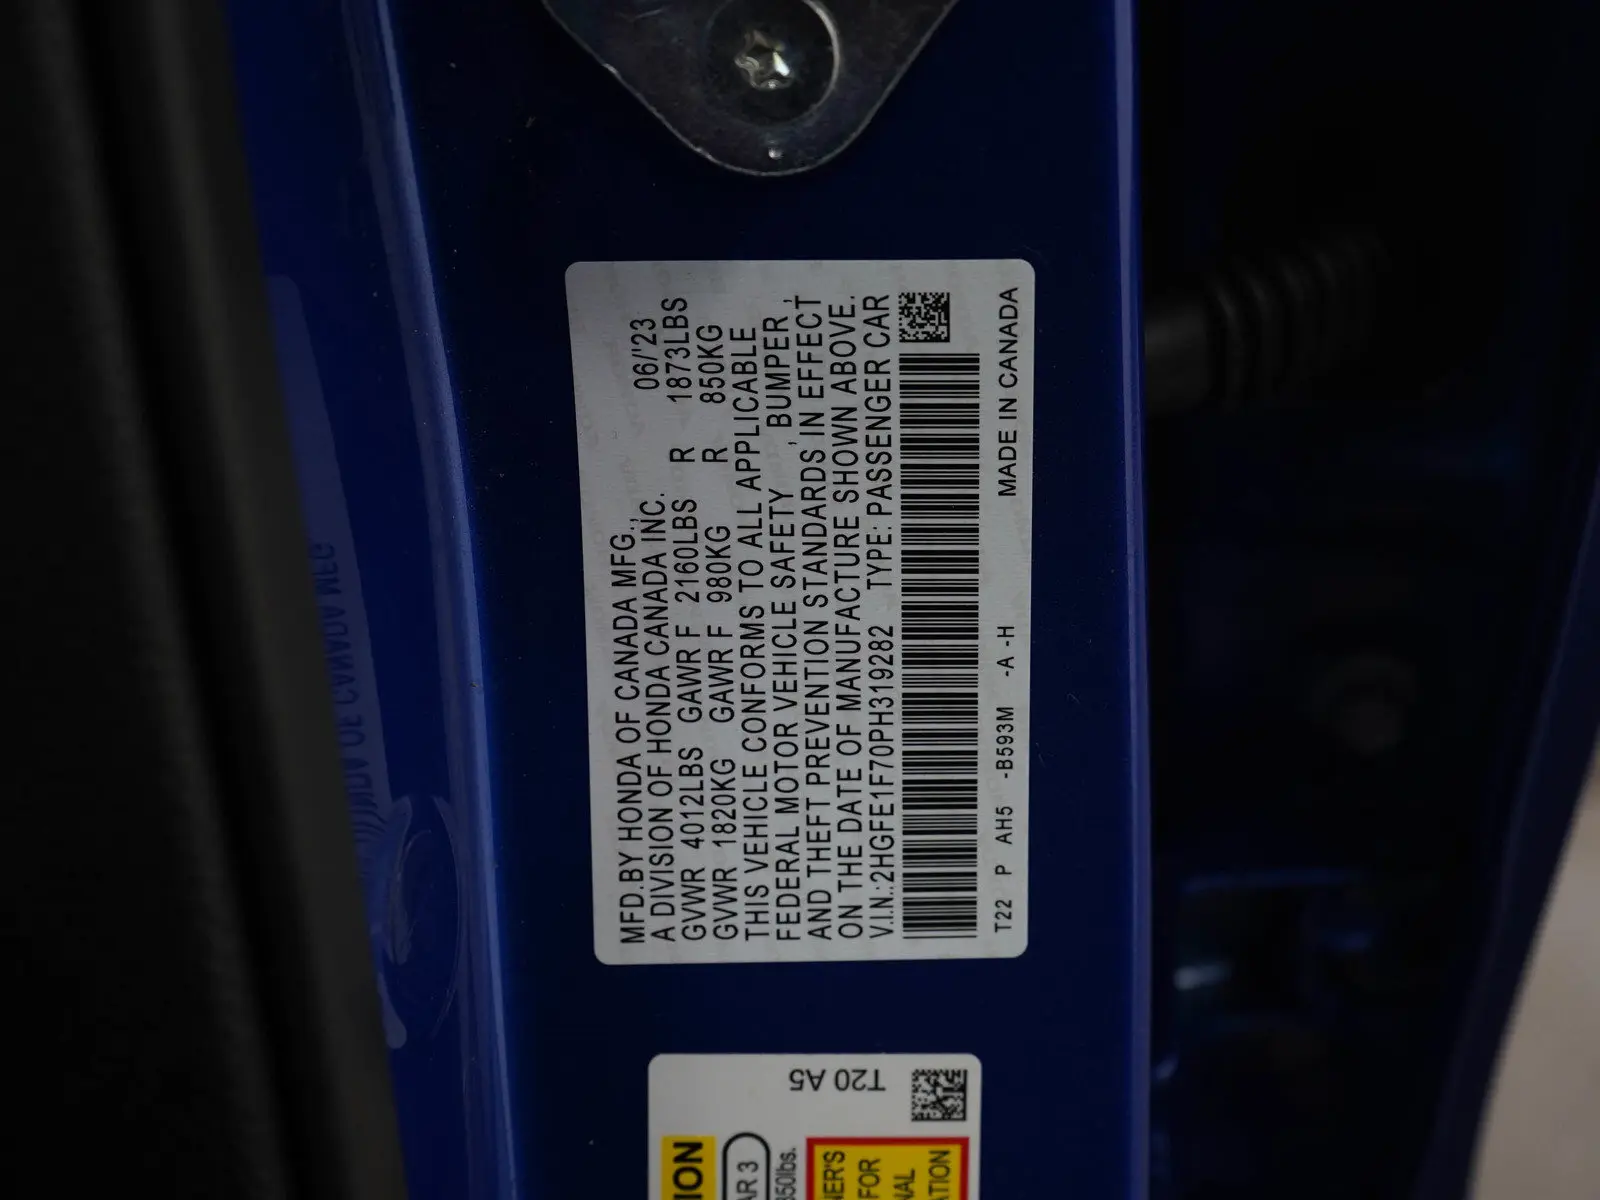 MFD.BY HONDA OF CANADA MFG.,
A DIVISION OF HONDA CANADA INC. 06/'23
GVWR 4012LBS GAWR F 2160LBS R 1873LBS
GVWR 1820KG GAWR F 980KG R 850KG
THIS VEHICLE CONFORMS TO ALL APPLICABLE
FEDERAL MOTOR VEHICLE SAFETY , BUMPER ,
AND THEFT PREVENTION STANDARDS IN EFFECT
ON THE DATE OF MANUFACTURE SHOWN ABOVE.
V.I.N.:2HGFE1F70PH319282 TYPE: PASSENGER CAR
T22 P AH5 -B593M -A -H MADE IN CANADA
T20 A5